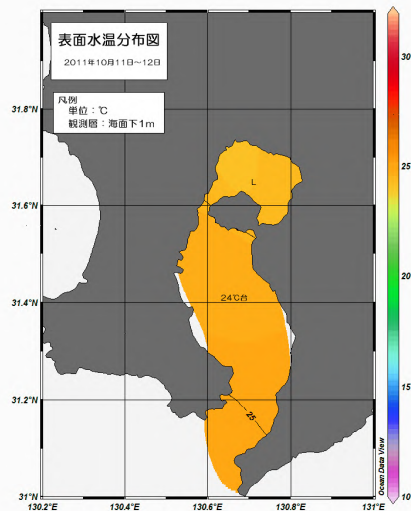 表面水温分布図
2011年10月11日～12日
凡例
単位：℃
観測層：海面下1m
31.8°N
31.6°N
31.4°N
31.2°N
31°N
130.2°E
130.4°E
130.6°E
130.8°E
131°E
L
24℃台
25
30
25
20
15
10
Ocean Data View